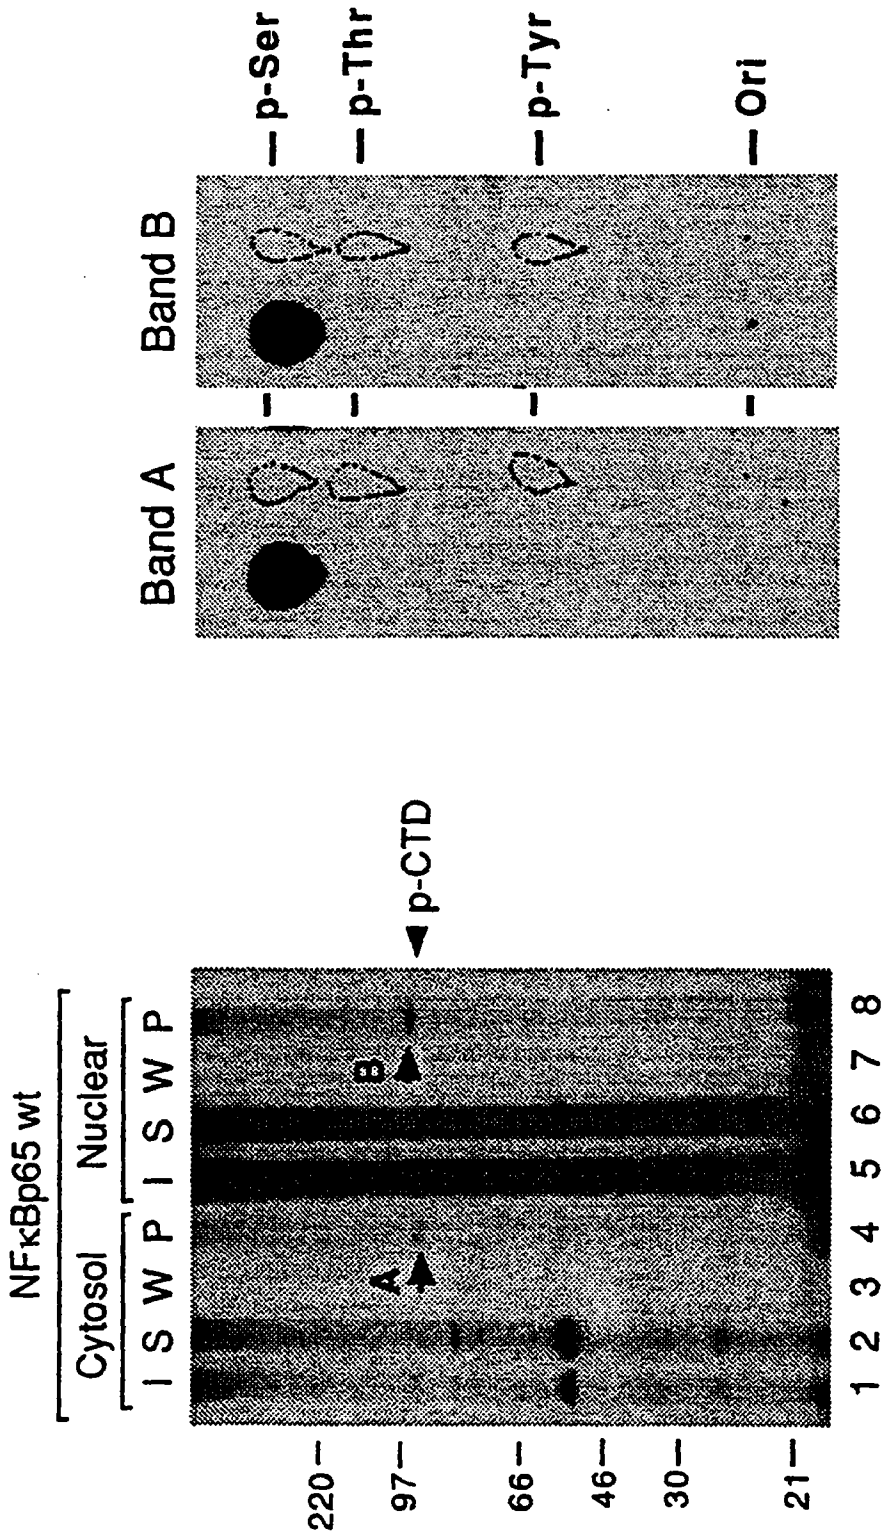 NFκBp65 wt
Cytosol Nuclear
I S W P I S W P
220
97
66
46
30
21
A
B
p-CTD
1 2 3 4 5 6 7 8
Band A Band B
p-Ser
p-Thr
p-Tyr
Ori